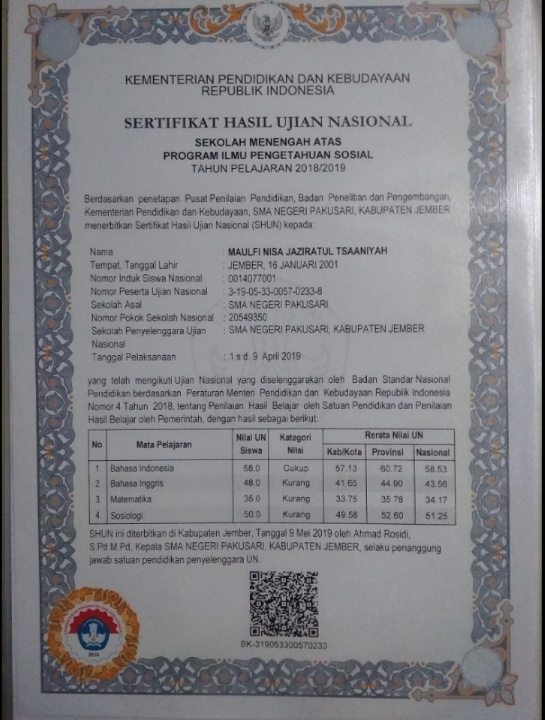 KEMENTERIAN PENDIDIKAN DAN KEBUDAYAAN
REPUBLIK INDONESIA
SERTIFIKAT HASIL UJIAN NASIONAL
SEKOLAH MENENGAH ATAS
PROGRAM ILMU PENGETAHUAN SOSIAL
TAHUN PELAJARAN 2018/2019
Berdasarkan penetapan Pusat Penilaian Pendidikan, Badan Penelitian dan Pengembangan,
Kementerian Pendidikan dan Kebudayaan, SMA NEGERI PAKUSARI, KABUPATEN JEMBER
menerbitkan Sertifikat Hasil Ujian Nasional (SHUN) kepada:
Nama : MAULFI NISA JAZIRATUL TSAANIYAH
Tempat, Tanggal Lahir : JEMBER, 16 JANUARI 2001
Nomor Induk Siswa Nasional : 0014077001
Nomor Peserta Ujian Nasional : 3-19-05-33-0057-0233-8
Sekolah Asal : SMA NEGERI PAKUSARI
Nomor Pokok Sekolah Nasional : 20549350
Sekolah Penyelenggara Ujian : SMA NEGERI PAKUSARI, KABUPATEN JEMBER
Nasional
Tanggal Pelaksanaan : 1 s.d. 9 April 2019
yang telah mengikuti Ujian Nasional yang diselenggarakan oleh Badan Standar Nasional
Pendidikan berdasarkan Peraturan Menteri Pendidikan dan Kebudayaan Republik Indonesia
Nomor 4 Tahun 2018, tentang Penilaian Hasil Belajar oleh Satuan Pendidikan dan Penilaian
Hasil Belajar oleh Pemerintah, dengan hasil sebagai berikut:
No Mata Pelajaran Nilai UN Siswa Kategori Nilai Rerata Nilai UN
Kab/Kota Provinsi Nasional
1. Bahasa Indonesia 58.0 Cukup 57.13 60.72 58.53
2. Bahasa Inggris 48.0 Kurang 41.65 44.90 43.56
3. Matematika 35.0 Kurang 33.75 35.78 34.17
4. Sosiologi 50.0 Kurang 49.58 52.60 51.25
SHUN ini diterbitkan di Kabupaten Jember, Tanggal 9 Mei 2019 oleh Ahmad Rosidi,
S.Pd.M.Pd, Kepala SMA NEGERI PAKUSARI, KABUPATEN JEMBER, selaku penanggung
jawab satuan pendidikan penyelenggara UN.
BK-319053300570233
2019